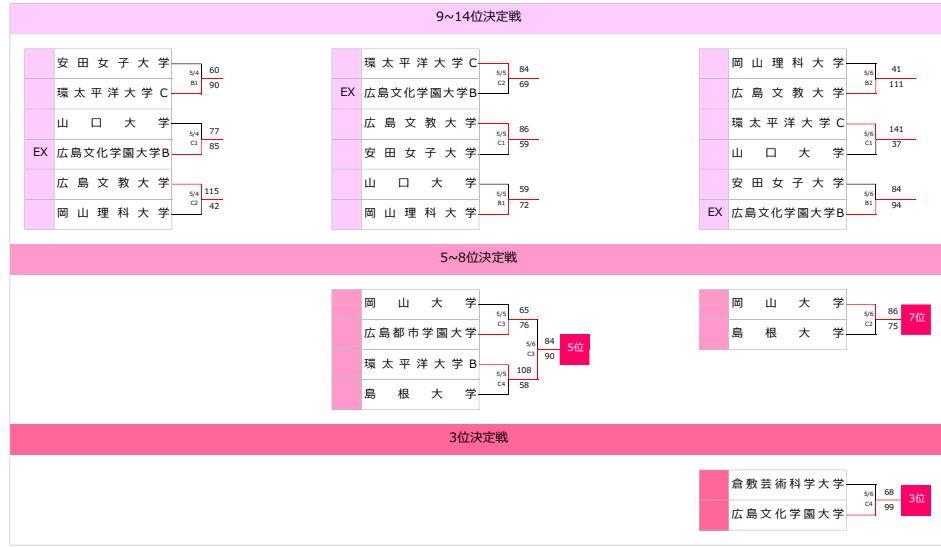 9~14位決定戦
安田女子大学
5/4
B1
60
90
環太平洋大学C
山口大学
5/4
C1
77
85
EX 広島文化学園大学B
広島文教大学
5/4
C2
115
42
岡山理科大学
環太平洋大学C
5/5
C2
84
69
EX 広島文化学園大学B
広島文教大学
5/5
C1
86
59
安田女子大学
山口大学
5/5
B1
59
72
岡山理科大学
岡山理科大学
5/6
B2
41
111
広島文教大学
環太平洋大学C
5/6
C1
141
37
山口大学
安田女子大学
5/6
B1
84
94
EX 広島文化学園大学B
5~8位決定戦
岡山大学
5/5
C3
65
76
広島都市学園大学
5/6
C3
84
90
5位
環太平洋大学B
5/5
C4
108
58
島根大学
岡山大学
5/6
C2
86
75
7位
島根大学
3位決定戦
倉敷芸術科学大学
5/6
C4
68
99
3位
広島文化学園大学